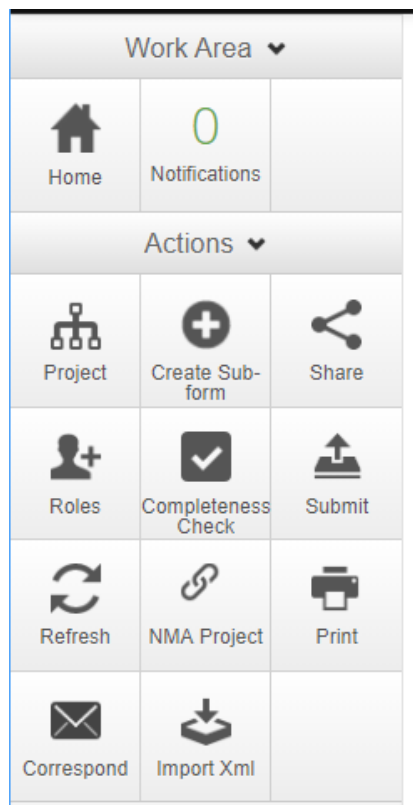 Work Area
0
Home
Notifications
Actions
Project
Create Sub-
form
Share
Roles
Completeness
Check
Submit
Refresh
NMA Project
Print
Correspond
Import Xml